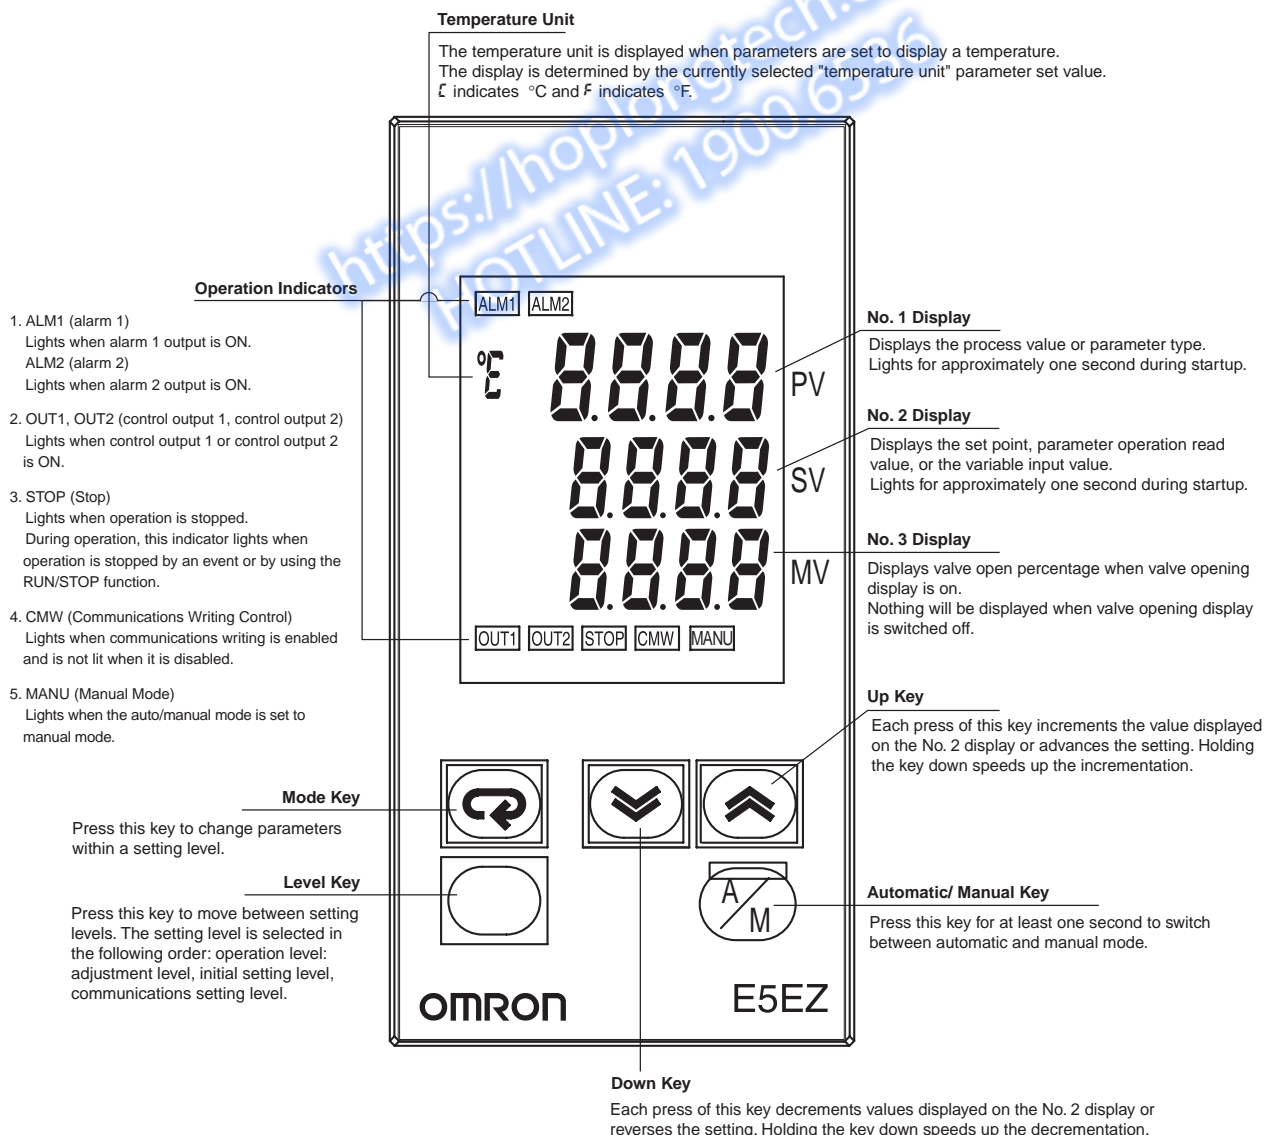 Temperature Unit
The temperature unit is displayed when parameters are set to display a temperature.
The display is determined by the currently selected "temperature unit" parameter set value.
C indicates °C and F indicates °F.
https://hoplongtech.c
HOTLINE: 1900.6536
Operation Indicators
1. ALM1 (alarm 1)
Lights when alarm 1 output is ON.
ALM2 (alarm 2)
Lights when alarm 2 output is ON.
2. OUT1, OUT2 (control output 1, control output 2)
Lights when control output 1 or control output 2
is ON.
3. STOP (Stop)
Lights when operation is stopped.
During operation, this indicator lights when
operation is stopped by an event or by using the
RUN/STOP function.
4. CMW (Communications Writing Control)
Lights when communications writing is enabled
and is not lit when it is disabled.
5. MANU (Manual Mode)
Lights when the auto/manual mode is set to
manual mode.
Mode Key
Press this key to change parameters
within a setting level.
Level Key
Press this key to move between setting
levels. The setting level is selected in
the following order: operation level:
adjustment level, initial setting level,
communications setting level.
ALM1 ALM2
8.8.8.8 PV
8.8.8.8 SV
8.8.8.8 MV
OUT1 OUT2 STOP CMW MANU
A/M
OMRON
E5EZ
No. 1 Display
Displays the process value or parameter type.
Lights for approximately one second during startup.
No. 2 Display
Displays the set point, parameter operation read
value, or the variable input value.
Lights for approximately one second during startup.
No. 3 Display
Displays valve open percentage when valve opening
display is on.
Nothing will be displayed when valve opening display
is switched off.
Up Key
Each press of this key increments the value displayed
on the No. 2 display or advances the setting. Holding
the key down speeds up the incrementation.
Automatic/ Manual Key
Press this key for at least one second to switch
between automatic and manual mode.
Down Key
Each press of this key decrements values displayed on the No. 2 display or
reverses the setting. Holding the key down speeds up the decrementation.